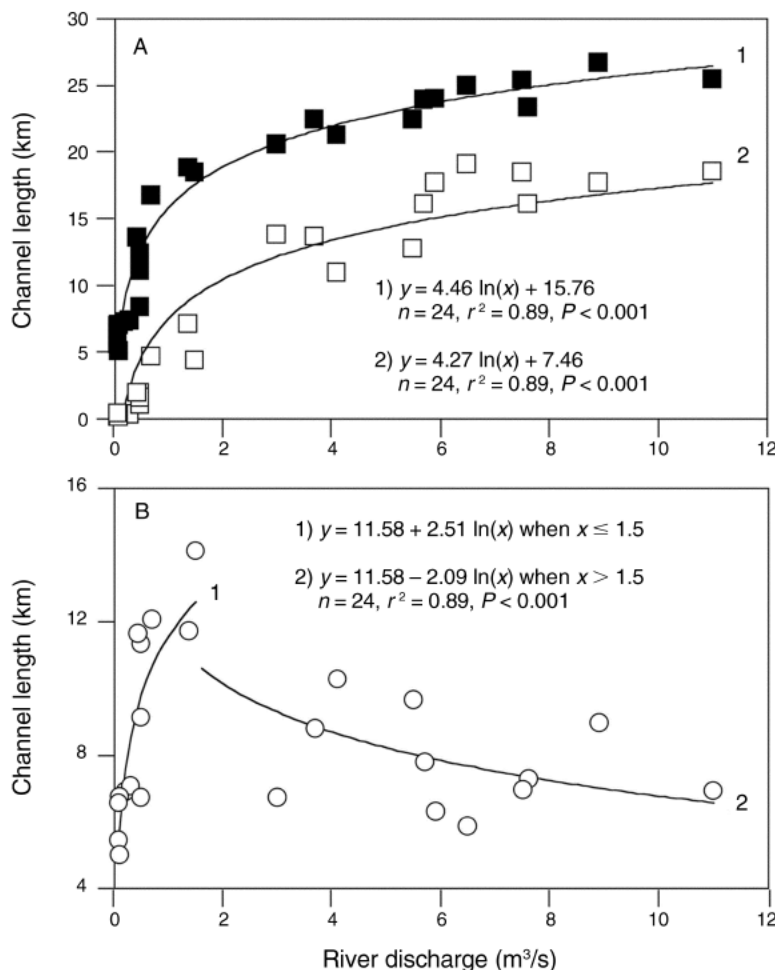 A
30
25
20
15
10
5
0
Channel length (km)
1
2
1) y = 4.46 ln(x) + 15.76
n = 24, r² = 0.89, P < 0.001
2) y = 4.27 ln(x) + 7.46
n = 24, r² = 0.89, P < 0.001
0 2 4 6 8 10 12
B
16
12
8
4
Channel length (km)
1) y = 11.58 + 2.51 ln(x) when x ≤ 1.5
2) y = 11.58 – 2.09 ln(x) when x > 1.5
n = 24, r² = 0.89, P < 0.001
1
2
0 2 4 6 8 10 12
River discharge (m³/s)